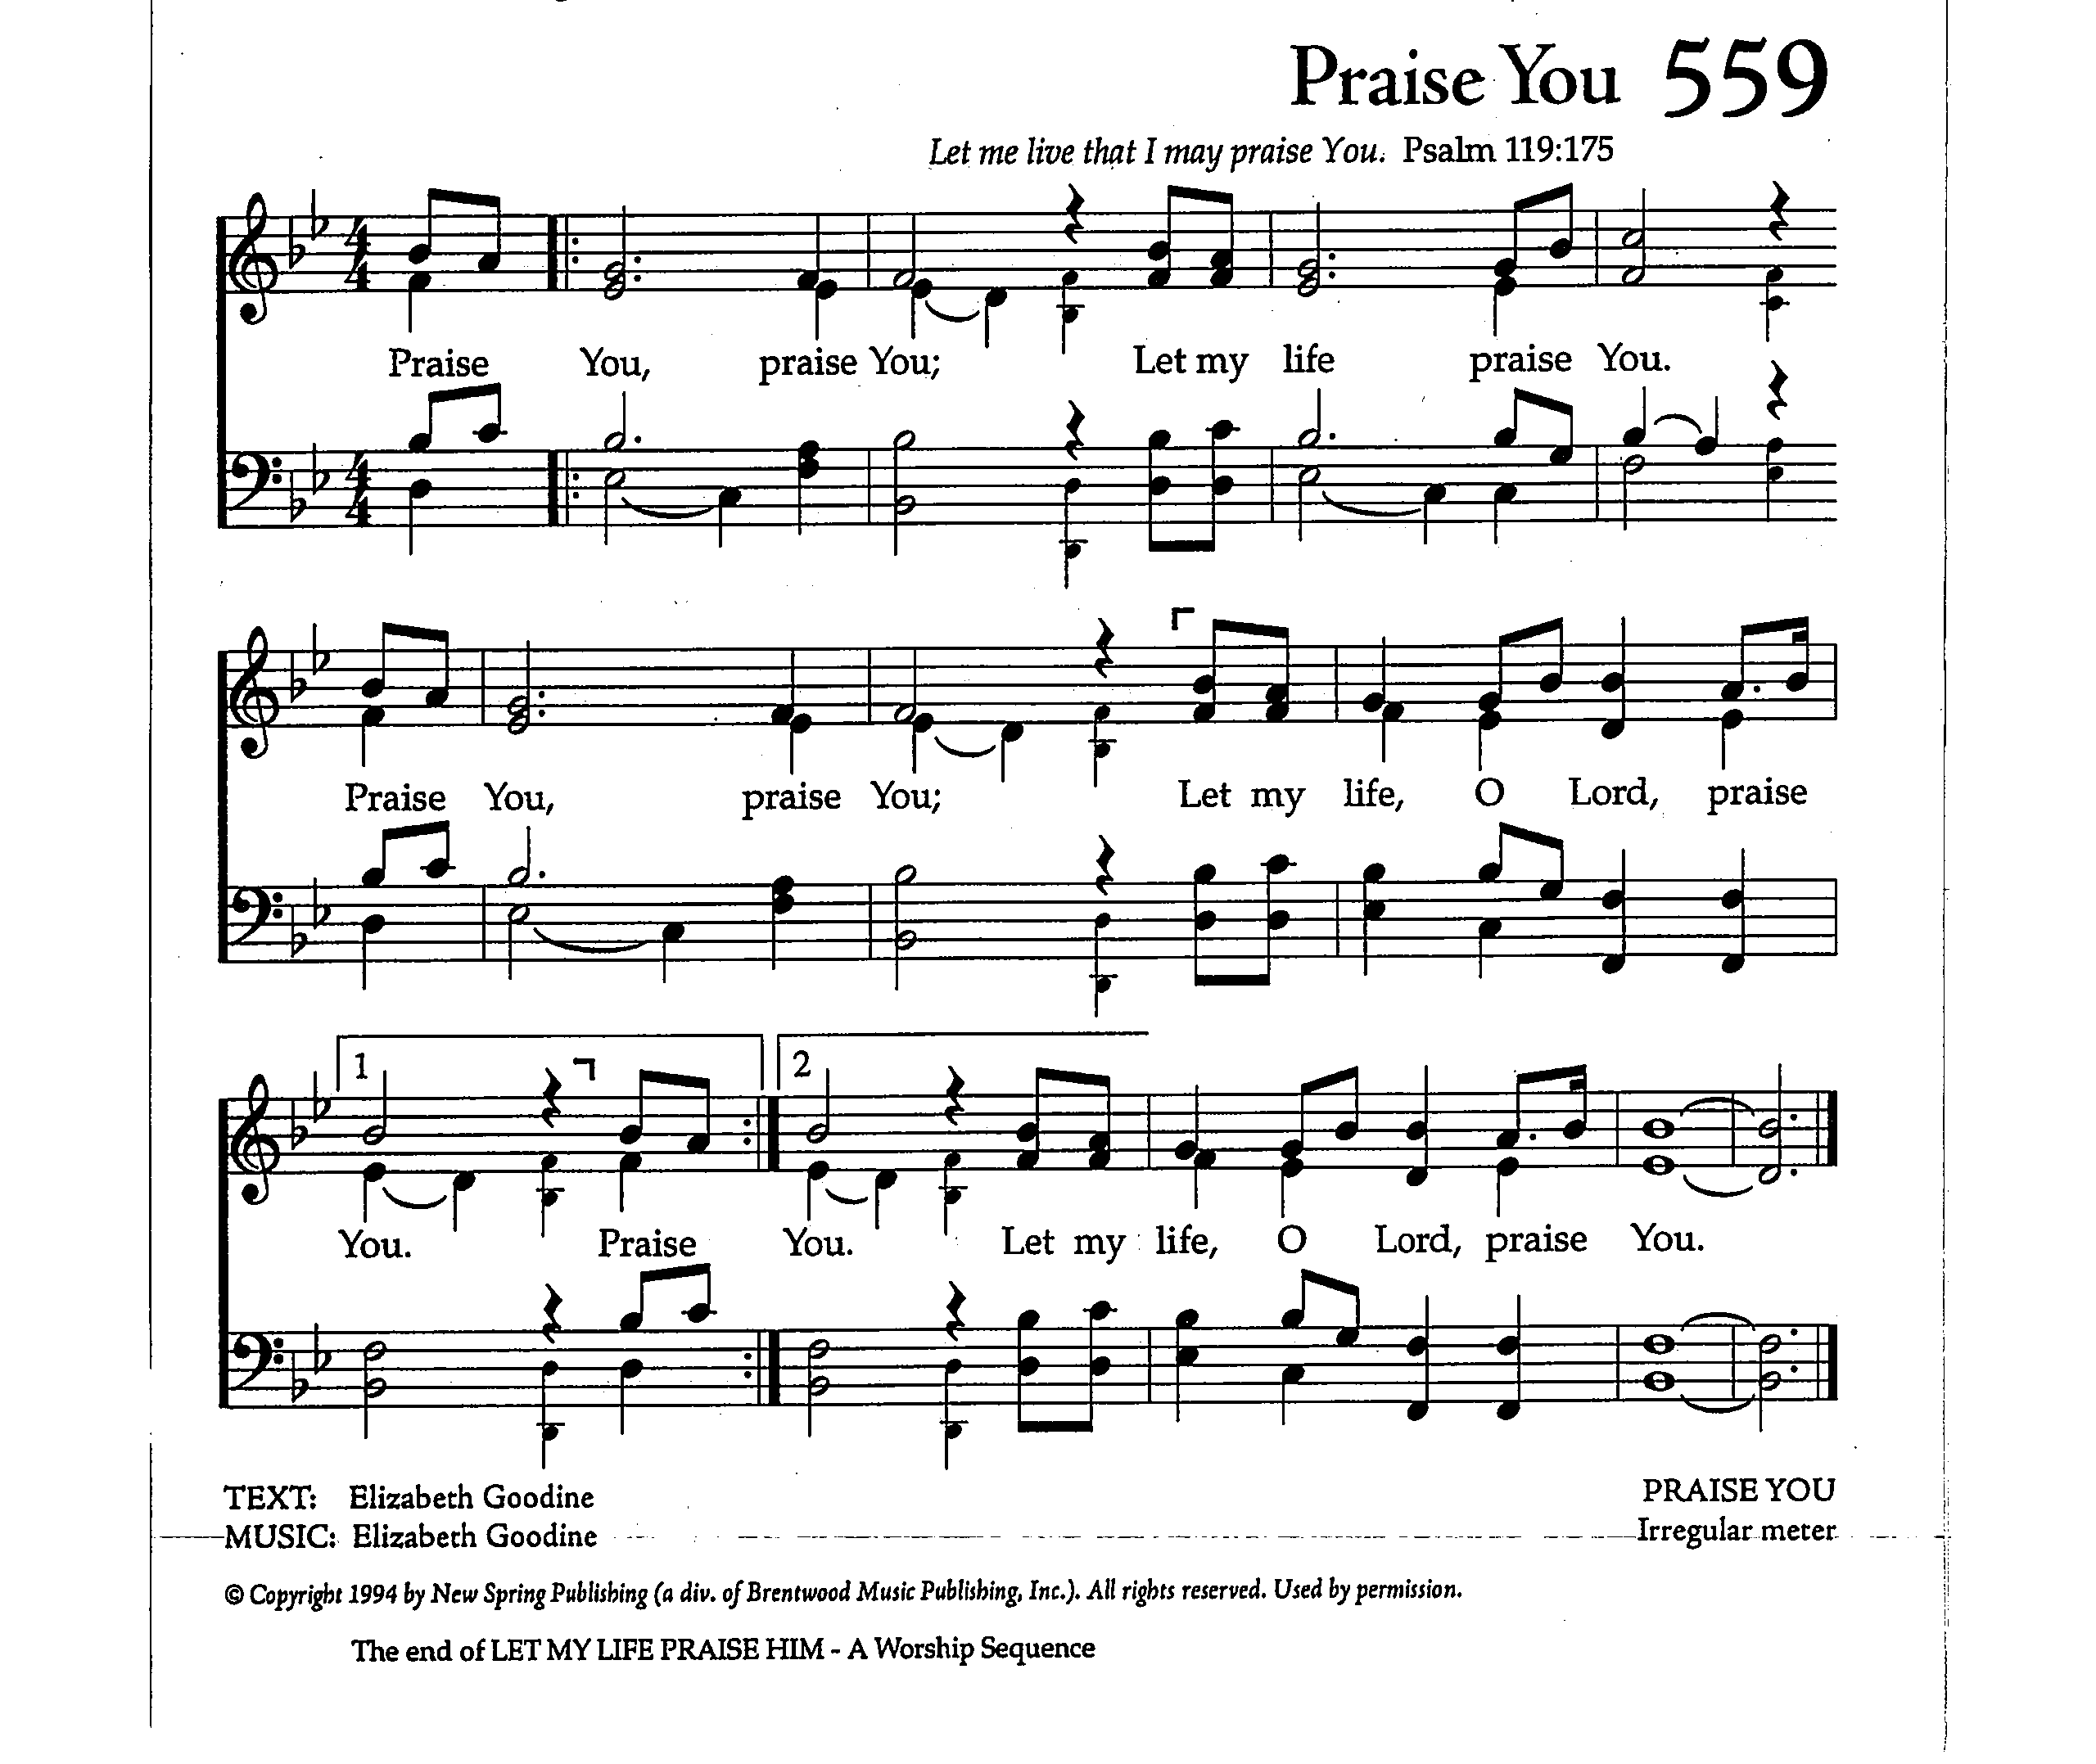 Praise You 559
Let me live that I may praise You. Psalm 119:175
Praise You, praise You; Let my life praise You.
Praise You, praise You; Let my life, O Lord, praise
1 2
You. Praise You. Let my life, O Lord, praise You.
TEXT: Elizabeth Goodine PRAISE YOU
MUSIC: Elizabeth Goodine Irregular meter
© Copyright 1994 by New Spring Publishing (a div. of Brentwood Music Publishing, Inc.). All rights reserved. Used by permission.
The end of LET MY LIFE PRAISE HIM - A Worship Sequence